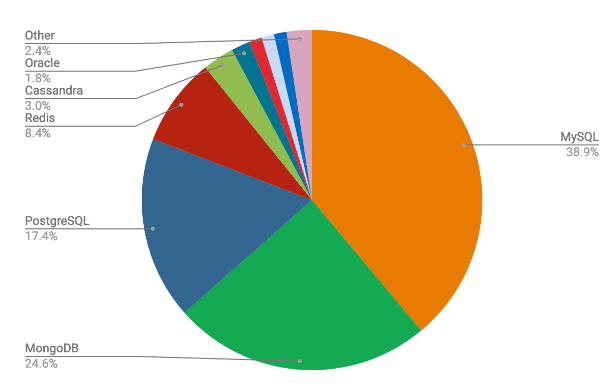 Other
2.4%
Oracle
1.8%
Cassandra
3.0%
Redis
8.4%
MySQL
38.9%
PostgreSQL
17.4%
MongoDB
24.6%